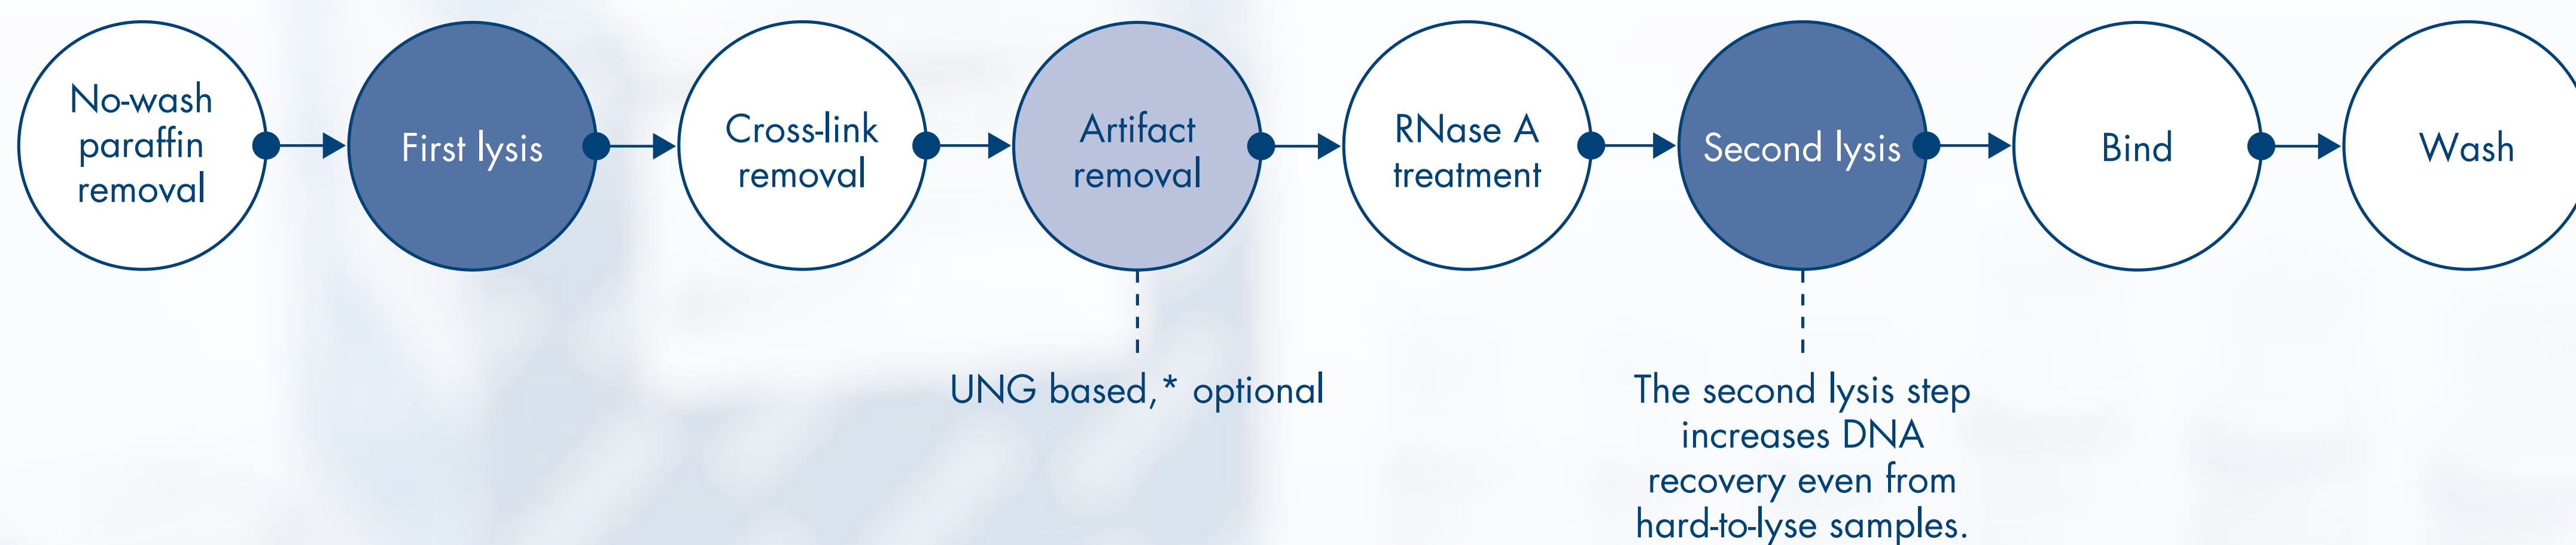 No-wash
paraffin
removal
First lysis
Cross-link
removal
Artifact
removal
RNase A
treatment
Second lysis
Bind
Wash
UNG based,* optional
The second lysis step
increases DNA
recovery even from
hard-to-lyse samples.